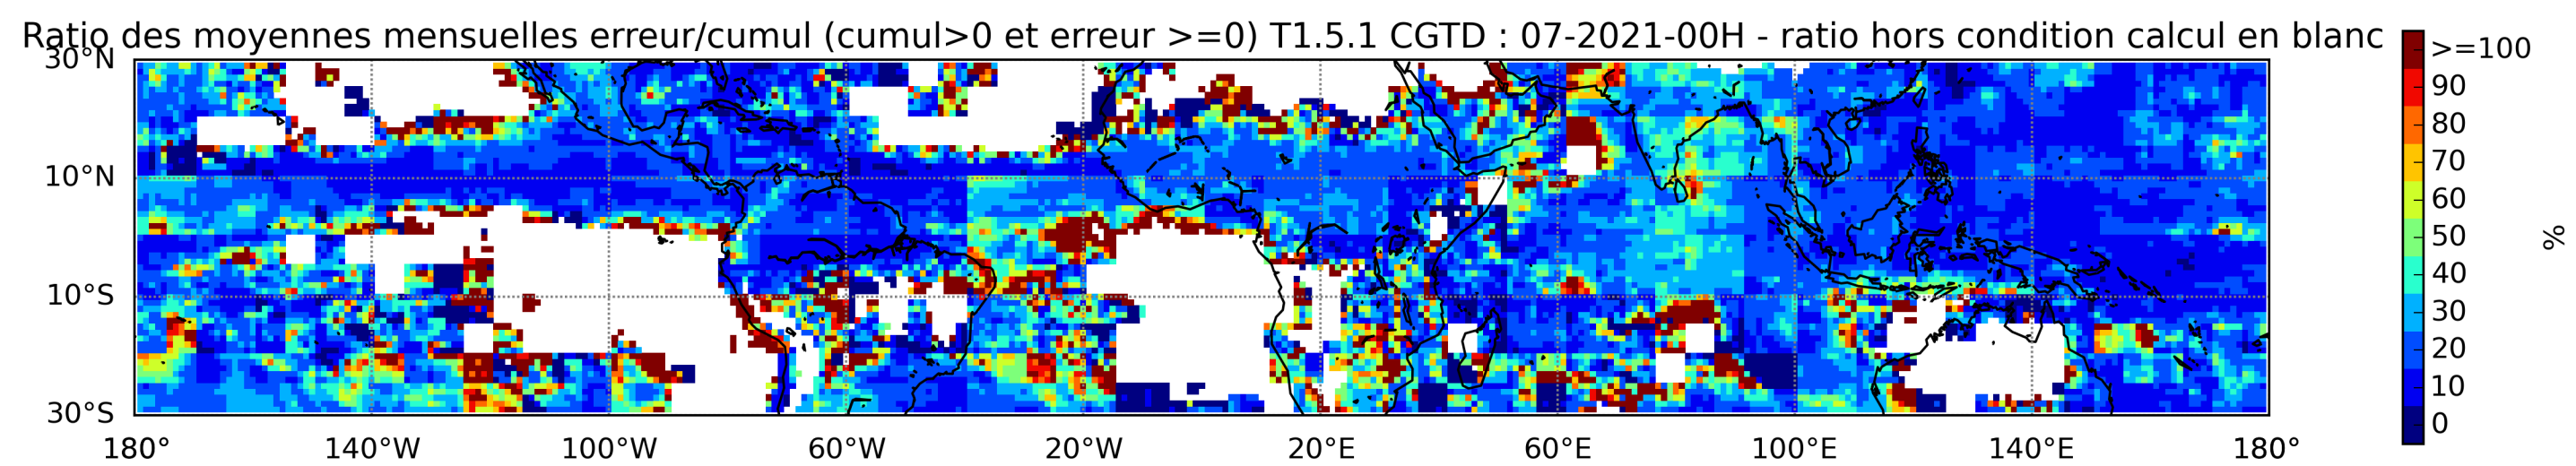 Ratio des moyennes mensuelles erreur/cumul (cumul>0 et erreur >=0) T1.5.1 CGTD : 07-2021-00H - ratio hors condition calcul en blanc
30°N
10°N
10°S
30°S
180° 140°W 100°W 60°W 20°W 20°E 60°E 100°E 140°E 180°
>=100
90
80
70
60
50
40
30
20
10
0
%